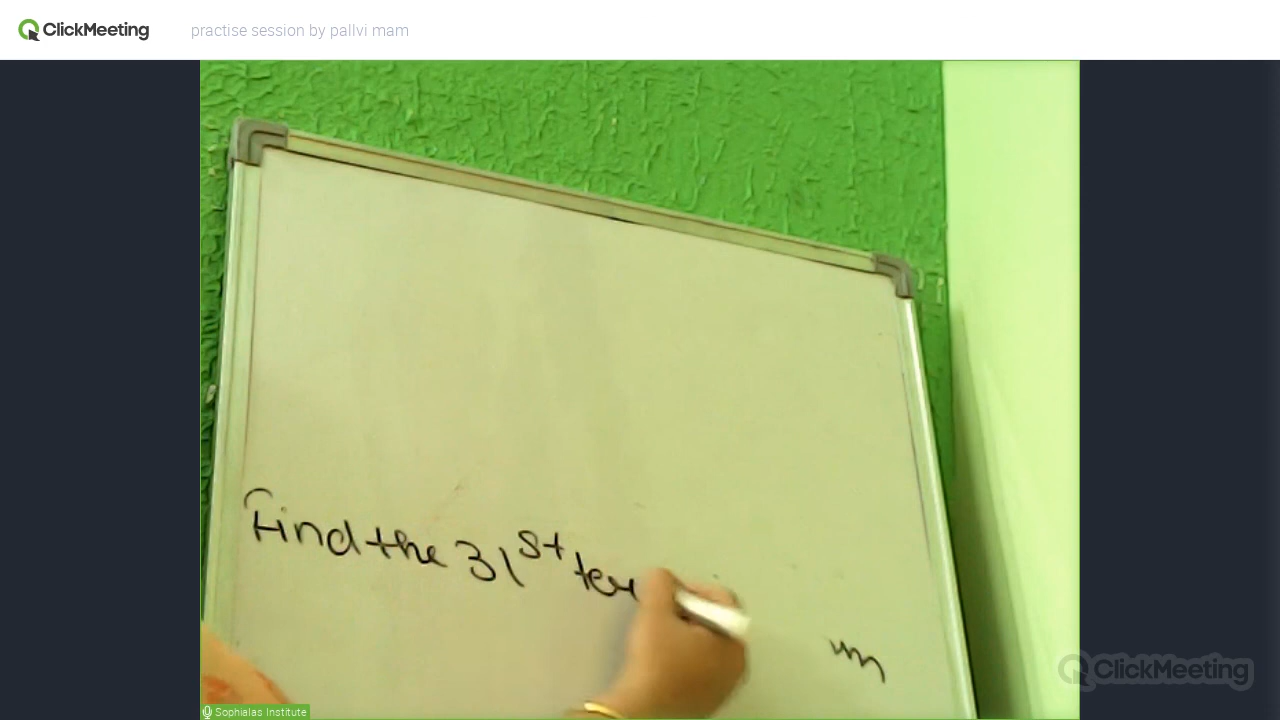 ClickMeeting practise session by pallvi mam
Find the 31st ter
m
ClickMeeting
Sophialas Institute